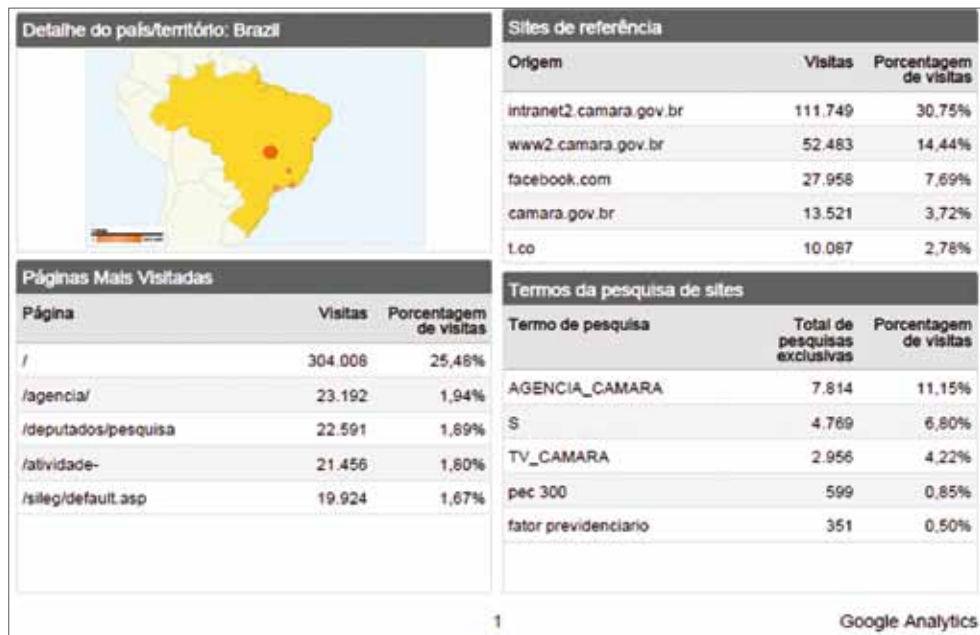 Detalhe do país/território: Brazil
Sites de referência
Origem Visitas Porcentagem de visitas
intranet2.camara.gov.br 111.749 30,75%
www2.camara.gov.br 52.483 14,44%
facebook.com 27.958 7,69%
camara.gov.br 13.521 3,72%
t.co 10.087 2,78%
Páginas Mais Visitadas
Página Visitas Porcentagem de visitas
/ 304.008 25,48%
/agencia/ 23.192 1,94%
/deputados/pesquisa 22.591 1,89%
/atividade- 21.456 1,80%
/sileg/default.asp 19.924 1,67%
Termos da pesquisa de sites
Termo de pesquisa Total de pesquisas exclusivas Porcentagem de visitas
AGENCIA_CAMARA 7.814 11,15%
S 4.769 6,80%
TV_CAMARA 2.956 4,22%
pec 300 599 0,85%
fator previdenciario 351 0,50%
1
Google Analytics